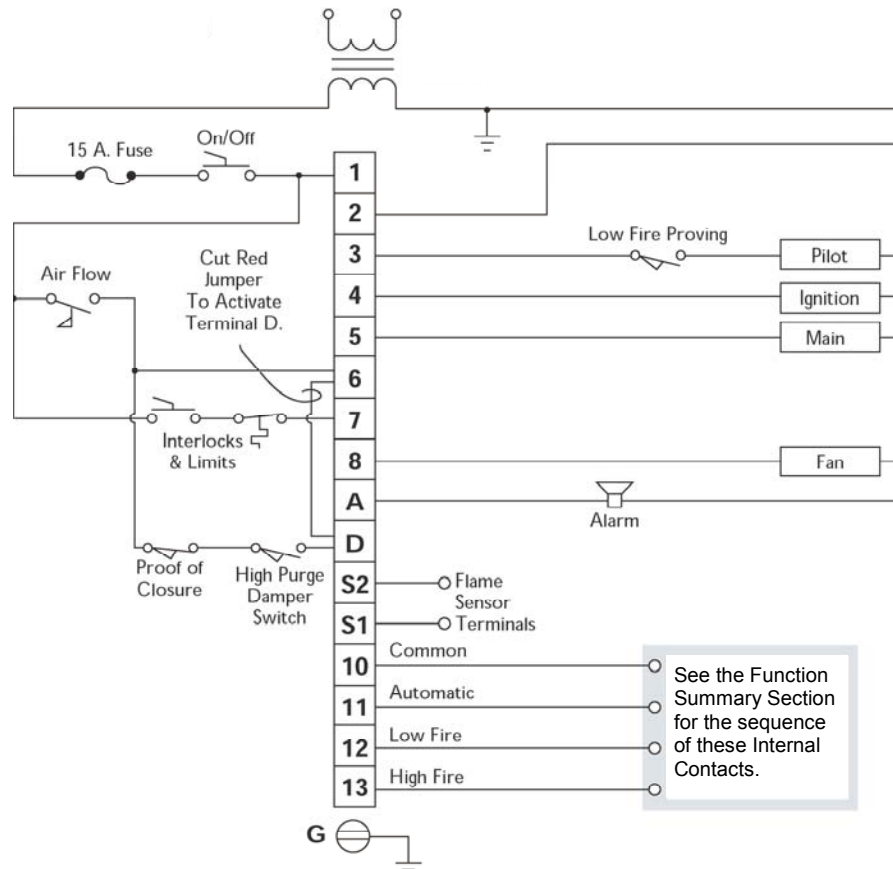 On/Off
15 A. Fuse
1
2
Low Fire Proving
3
Pilot
Cut Red
Jumper
To Activate
Terminal D.
Air Flow
4
Ignition
5
Main
6
7
Interlocks
& Limits
8
Fan
A
Alarm
D
Proof of
Closure
High Purge
Damper
Switch
S2
Flame
Sensor
Terminals
S1
10
Common
11
Automatic
12
Low Fire
13
High Fire
See the Function
Summary Section
for the sequence
of these Internal
Contacts.
G